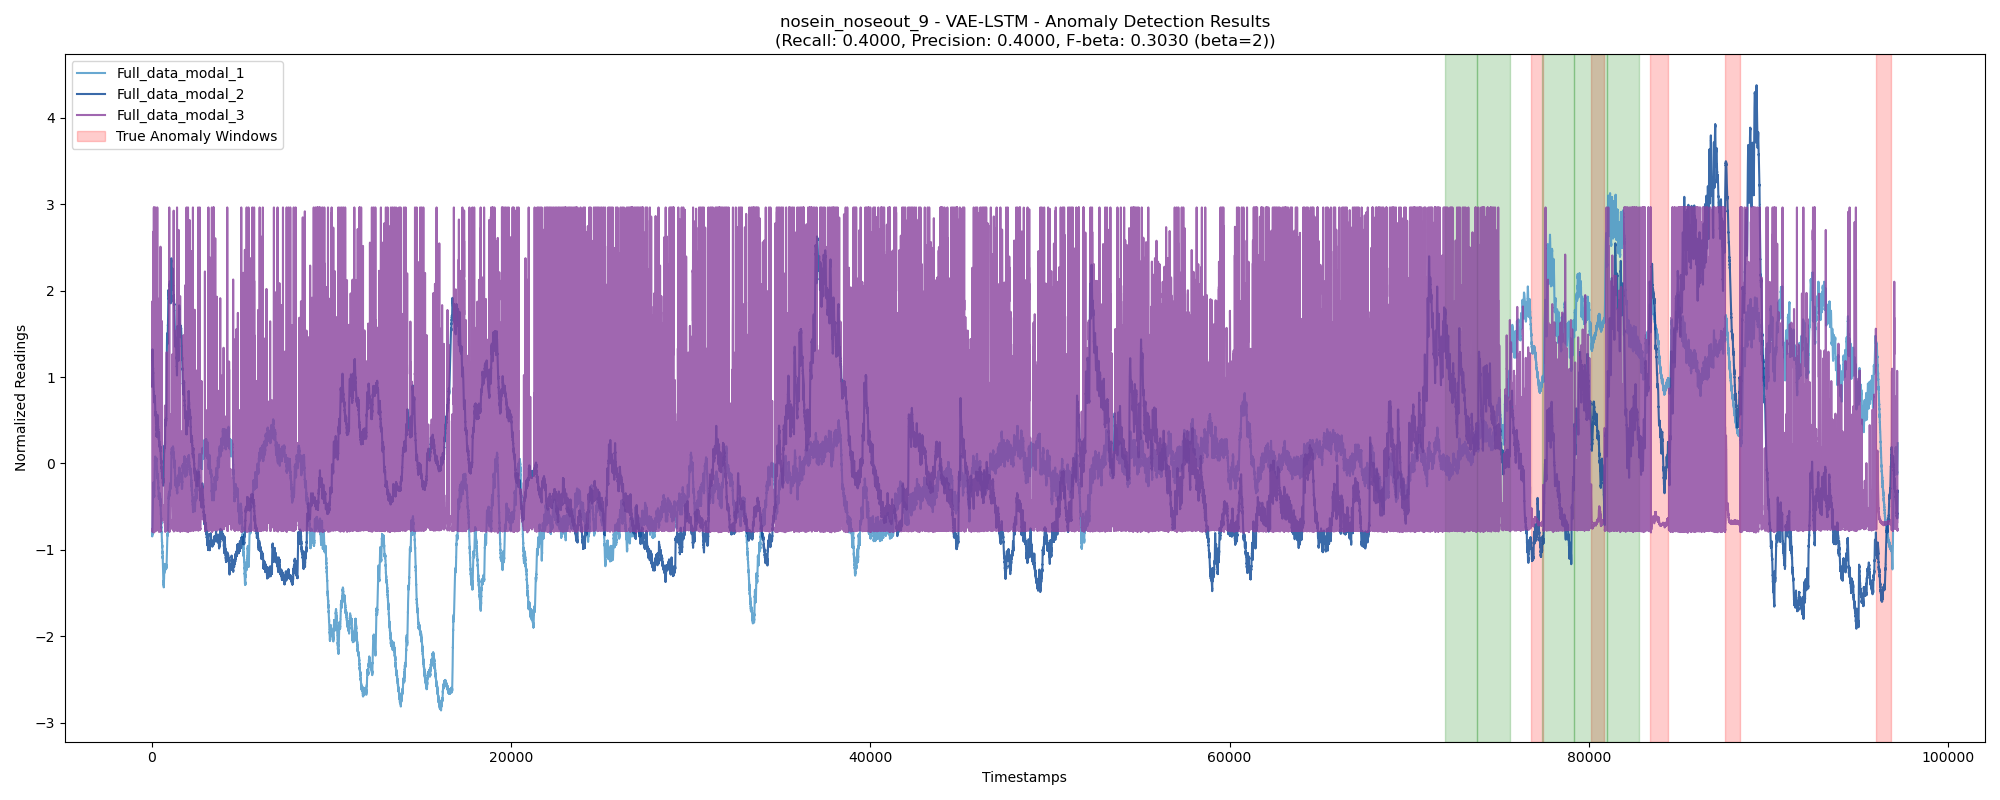 nosein_noseout_9 - VAE-LSTM - Anomaly Detection Results
(Recall: 0.4000, Precision: 0.4000, F-beta: 0.3030 (beta=2))
Full_data_modal_1
Full_data_modal_2
Full_data_modal_3
True Anomaly Windows
Normalized Readings
4
3
2
1
0
−1
−2
−3
0
20000
40000
60000
80000
100000
Timestamps